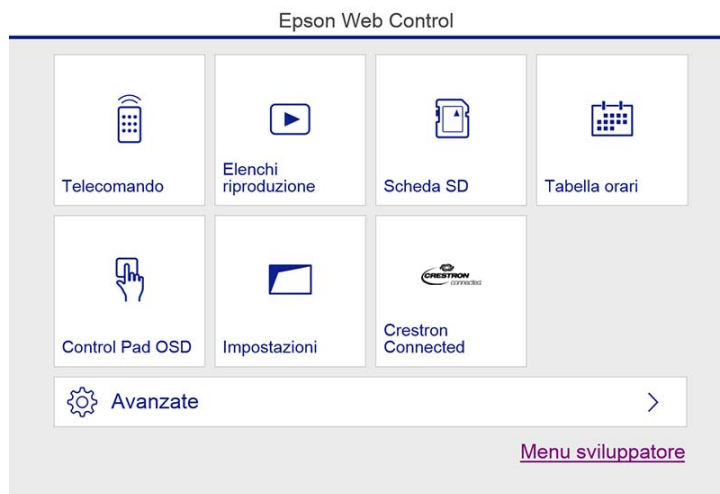 Epson Web Control
Telecomando
Elenchi
riproduzione
Scheda SD
Tabella orari
Control Pad OSD
Impostazioni
CRESTRON
connected
Crestron
Connected
Avanzate
Menu sviluppatore